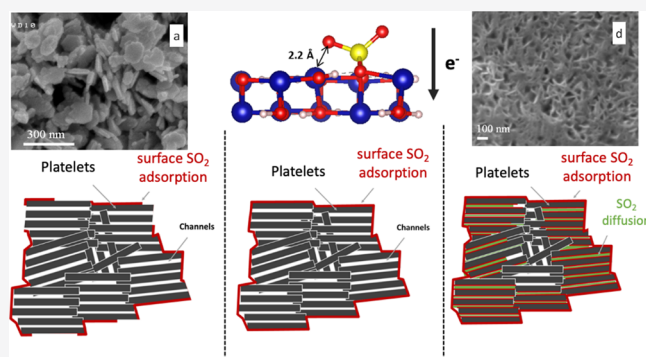 a
300 nm
2.2 Å
e-
d
100 nm
Platelets
surface SO2
adsorption
Channels
Platelets
surface SO2
adsorption
Channels
Platelets
surface SO2
adsorption
SO2
diffusion